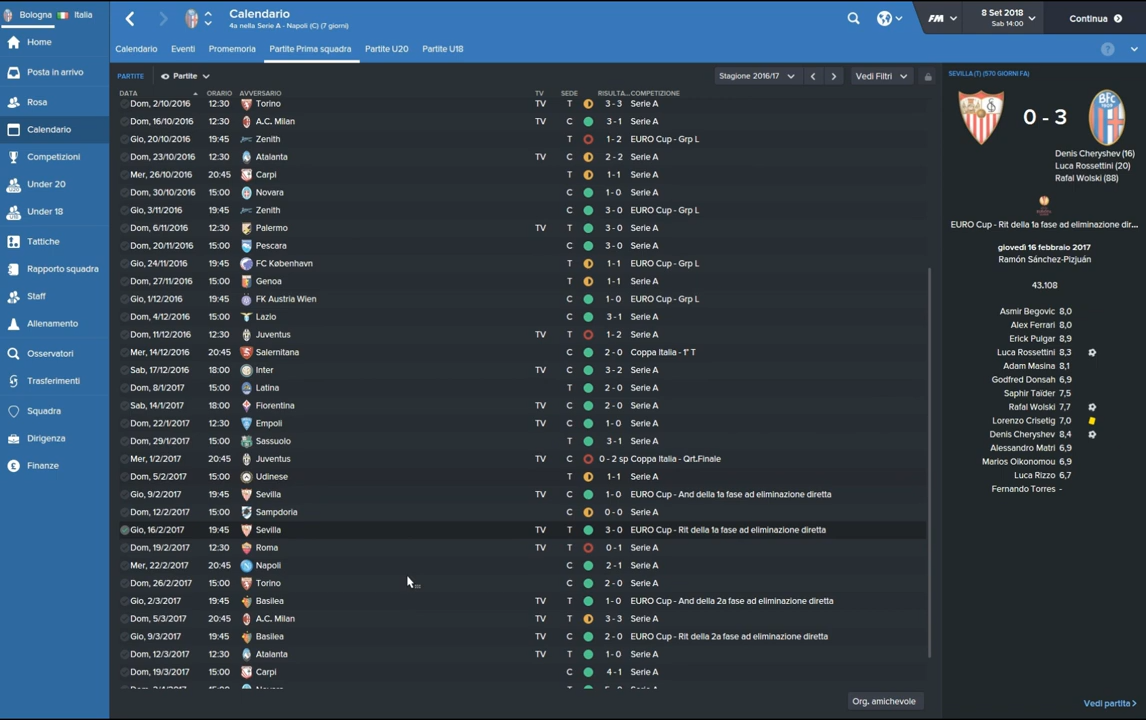 Bologna Italia
Calendario
4a nella Serie A - Napoli (C) (7 giorni)
FM
8 Set 2018
Sab 14:00
Continua
Home
Posta in arrivo
Rosa
Calendario
Competizioni
Under 20
Under 18
Tattiche
Rapporto squadra
Staff
Allenamento
Osservatori
Trasferimenti
Squadra
Dirigenza
Finanze
Calendario Eventi Promemoria Partite Prima squadra Partite U20 Partite U18
PARTITE Partite Stagione 2016/17 Vedi Filtri
DATA ORARIO AVVERSARIO TV SEDE RISULTA... COMPETIZIONE
Dom, 2/10/2016 12:30 Torino TV T 3 - 3 Serie A
Dom, 16/10/2016 12:30 A.C. Milan TV C 3 - 1 Serie A
Gio, 20/10/2016 19:45 Zenith T 1 - 2 EURO Cup - Grp L
Dom, 23/10/2016 12:30 Atalanta TV C 2 - 2 Serie A
Mer, 26/10/2016 20:45 Carpi T 1 - 1 Serie A
Dom, 30/10/2016 15:00 Novara C 1 - 0 Serie A
Gio, 3/11/2016 19:45 Zenith C 3 - 0 EURO Cup - Grp L
Dom, 6/11/2016 12:30 Palermo TV T 3 - 0 Serie A
Dom, 20/11/2016 15:00 Pescara C 3 - 0 Serie A
Gio, 24/11/2016 19:45 FC København T 1 - 1 EURO Cup - Grp L
Dom, 27/11/2016 15:00 Genoa T 1 - 1 Serie A
Gio, 1/12/2016 19:45 FK Austria Wien C 1 - 0 EURO Cup - Grp L
Dom, 4/12/2016 15:00 Lazio C 3 - 1 Serie A
Dom, 11/12/2016 12:30 Juventus TV T 1 - 2 Serie A
Mer, 14/12/2016 20:45 Salernitana C 2 - 0 Coppa Italia - 1° T
Sab, 17/12/2016 18:00 Inter TV C 3 - 2 Serie A
Dom, 8/1/2017 15:00 Latina T 2 - 0 Serie A
Sab, 14/1/2017 18:00 Fiorentina TV C 2 - 0 Serie A
Dom, 22/1/2017 12:30 Empoli TV C 1 - 0 Serie A
Dom, 29/1/2017 15:00 Sassuolo T 3 - 1 Serie A
Mer, 1/2/2017 20:45 Juventus TV C 0 - 2 sp Coppa Italia - Qrt.Finale
Dom, 5/2/2017 15:00 Udinese T 1 - 1 Serie A
Gio, 9/2/2017 19:45 Sevilla TV C 1 - 0 EURO Cup - And della 1a fase ad eliminazione diretta
Dom, 12/2/2017 15:00 Sampdoria C 0 - 0 Serie A
Gio, 16/2/2017 19:45 Sevilla TV T 3 - 0 EURO Cup - Rit della 1a fase ad eliminazione diretta
Dom, 19/2/2017 12:30 Roma TV T 0 - 1 Serie A
Mer, 22/2/2017 20:45 Napoli C 2 - 1 Serie A
Dom, 26/2/2017 15:00 Torino C 2 - 0 Serie A
Gio, 2/3/2017 19:45 Basilea TV T 1 - 0 EURO Cup - And della 2a fase ad eliminazione diretta
Dom, 5/3/2017 20:45 A.C. Milan TV T 3 - 3 Serie A
Gio, 9/3/2017 19:45 Basilea TV C 2 - 0 EURO Cup - Rit della 2a fase ad eliminazione diretta
Dom, 12/3/2017 12:30 Atalanta TV T 1 - 0 Serie A
Dom, 19/3/2017 15:00 Carpi C 4 - 1 Serie A
Org. amichevole
SEVILLA (T) (570 GIORNI FA)
0 - 3
BFC
Denis Cheryshev (16)
Luca Rossettini (20)
Rafal Wolski (88)
EURO Cup - Rit della 1a fase ad eliminazione dir...
giovedì 16 febbraio 2017
Ramón Sánchez-Pizjuán
43.108
Asmir Begovic 8,0
Alex Ferrari 8,0
Erick Pulgar 8,9
Luca Rossettini 8,3
Adam Masina 8,1
Godfred Donsah 6,9
Saphir Taïder 7,5
Rafal Wolski 7,7
Lorenzo Crisetig 7,0
Denis Cheryshev 8,4
Alessandro Matri 6,9
Marios Oikonomou 6,9
Luca Rizzo 6,7
Fernando Torres -
Vedi partita >